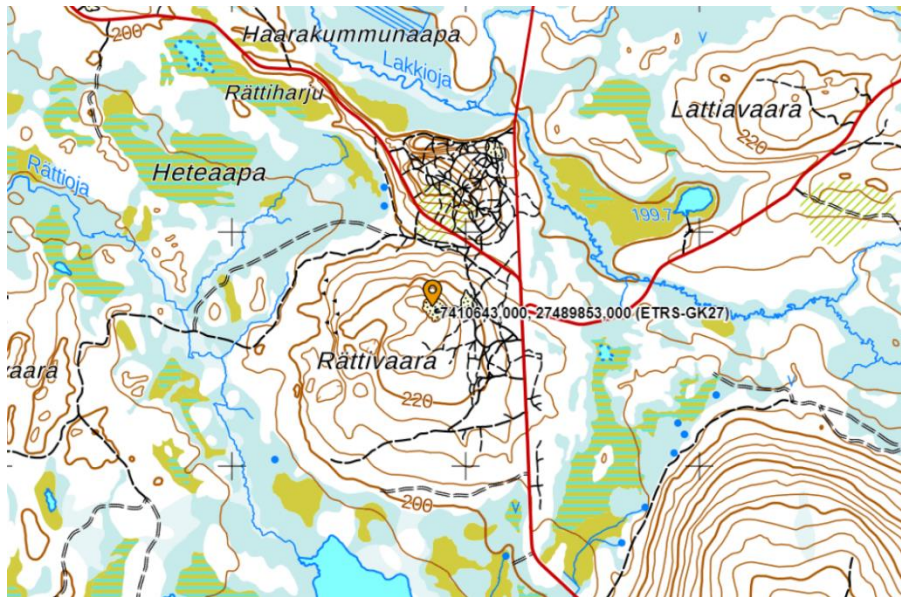 200
Haarakummunaapa
Lakkioja
Rättiharju
Lattiavaara
220
Rättioja
Heteaapa
199.7
7410643,000, 27489853,000 (ETRS-GK27)
Rättivaara
vaara
220
200